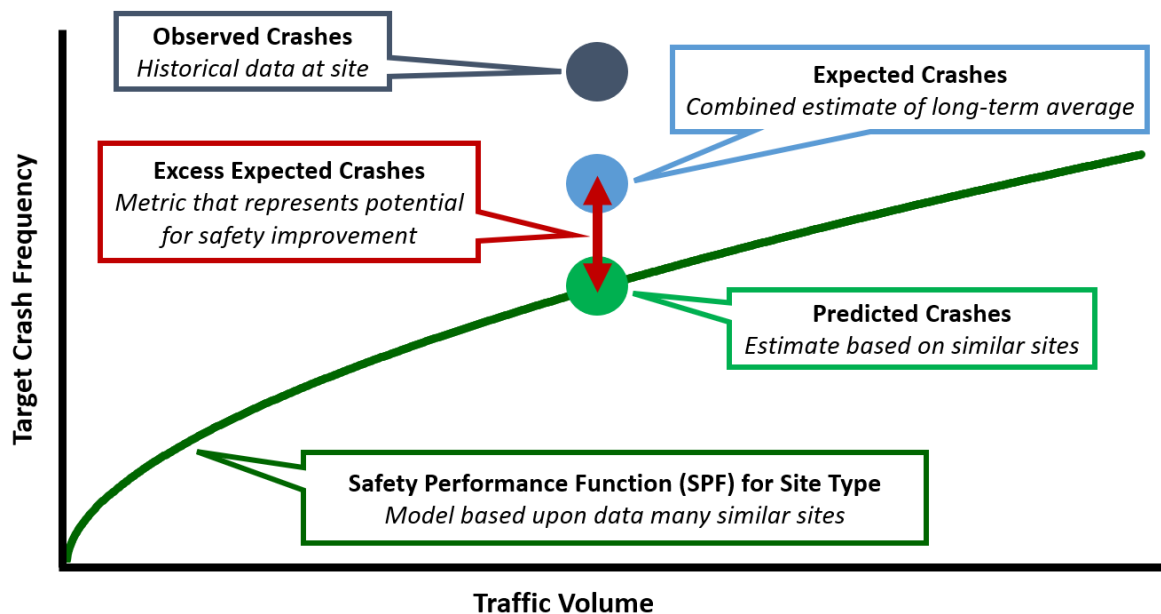 Observed Crashes
Historical data at site
Expected Crashes
Combined estimate of long-term average
Excess Expected Crashes
Metric that represents potential
for safety improvement
Predicted Crashes
Estimate based on similar sites
Safety Performance Function (SPF) for Site Type
Model based upon data many similar sites
Target Crash Frequency
Traffic Volume